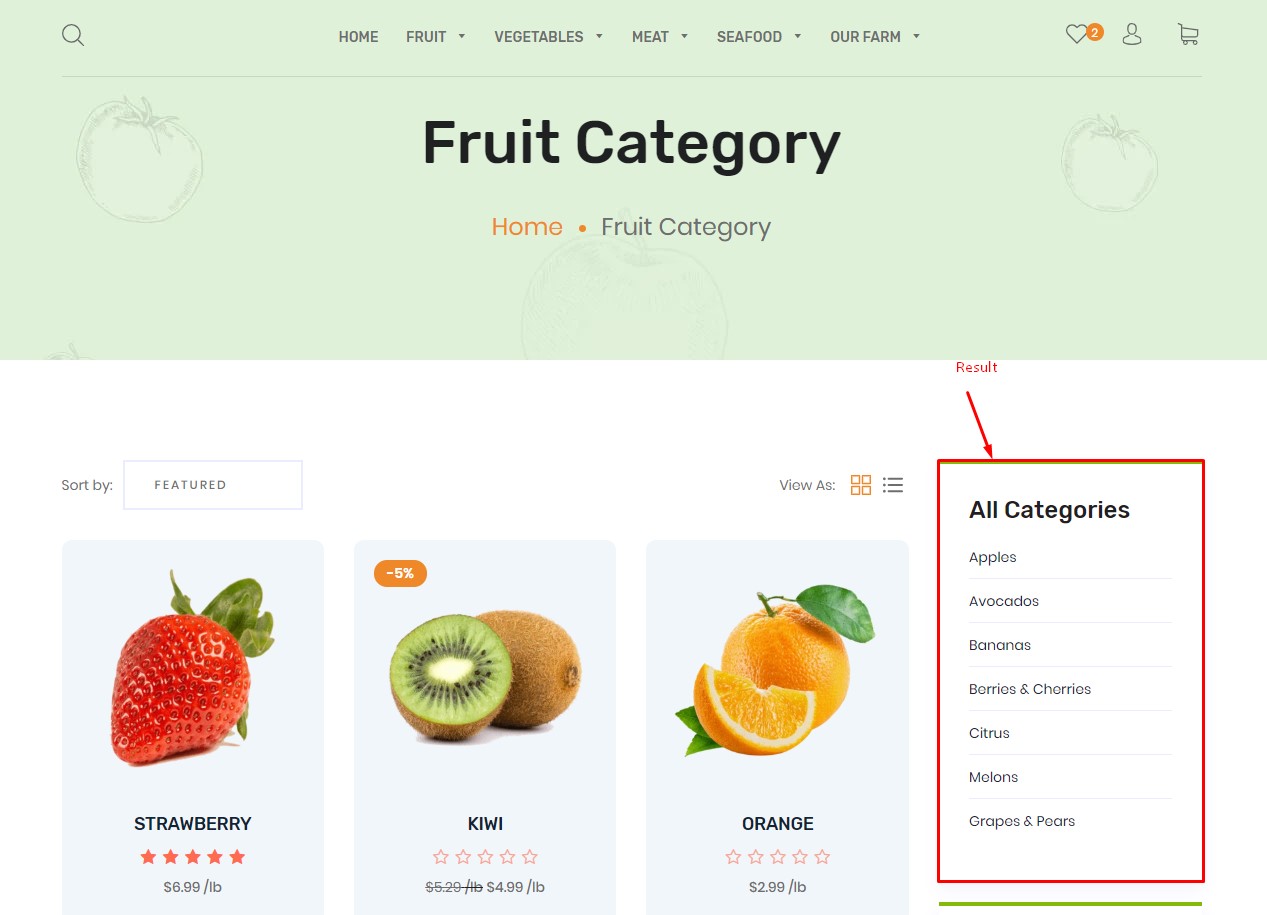 HOME FRUIT VEGETABLES MEAT SEAFOOD OUR FARM 2
Fruit Category
Home • Fruit Category
Result
Sort by: FEATURED View As:
All Categories
Apples
Avocados
Bananas
Berries & Cherries
Citrus
Melons
Grapes & Pears
-5%
STRAWBERRY
$6.99 /lb
KIWI
$5.29 /lb $4.99 /lb
ORANGE
$2.99 /lb